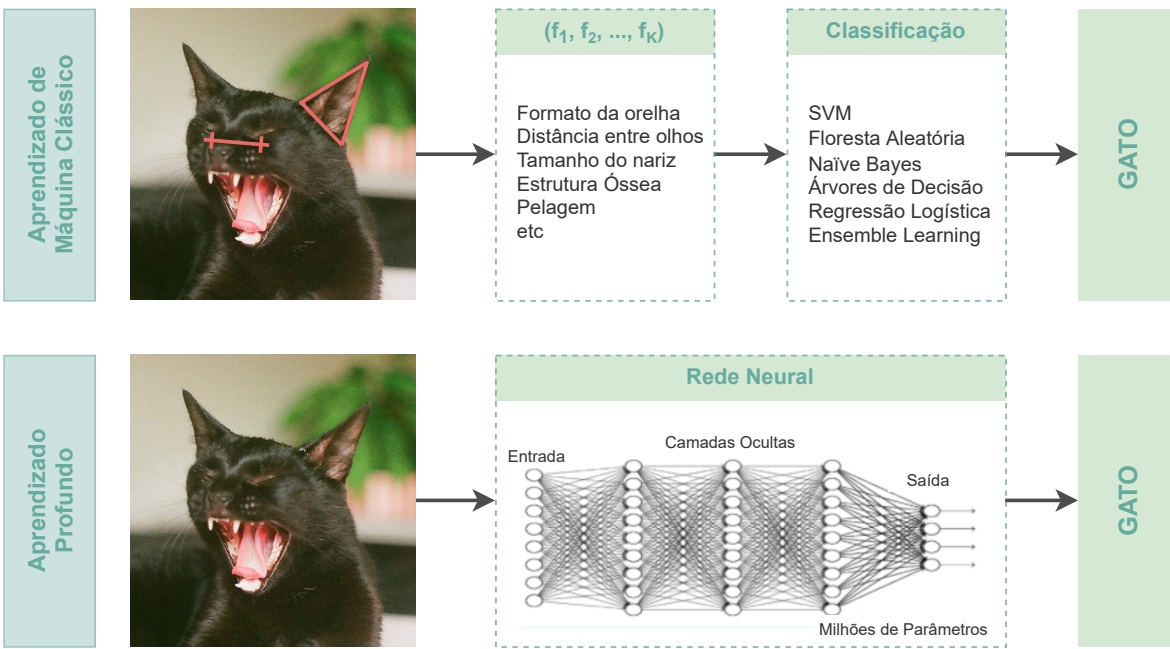 Aprendizado de
Máquina Clássico
(f1, f2, ..., fK)
Formato da orelha
Distância entre olhos
Tamanho do nariz
Estrutura Óssea
Pelagem
etc
Classificação
SVM
Floresta Aleatória
Naïve Bayes
Árvores de Decisão
Regressão Logística
Ensemble Learning
GATO
Aprendizado
Profundo
Rede Neural
Entrada
Camadas Ocultas
Saída
Milhões de Parâmetros
GATO